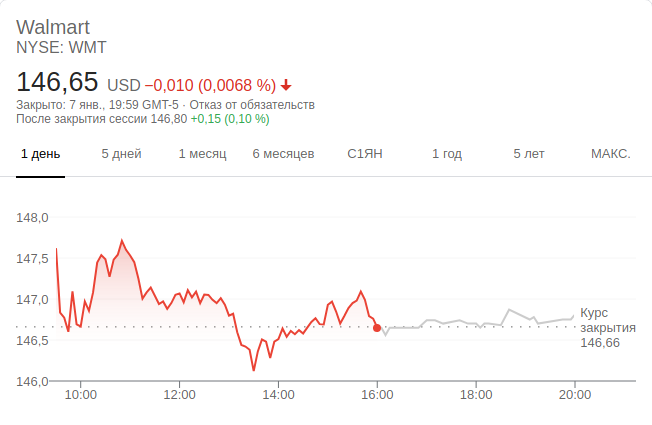 Walmart
NYSE: WMT
146,65 USD −0,010 (0,0068 %)
Закрыто: 7 янв., 19:59 GMT-5 · Отказ от обязательств
После закрытия сессии 146,80 +0,15 (0,10 %)
1 день 5 дней 1 месяц 6 месяцев С1ЯН 1 год 5 лет МАКС.
148,0
147,5
147,0
146,5
146,0
Курс
закрытия
146,66
10:00 12:00 14:00 16:00 18:00 20:00